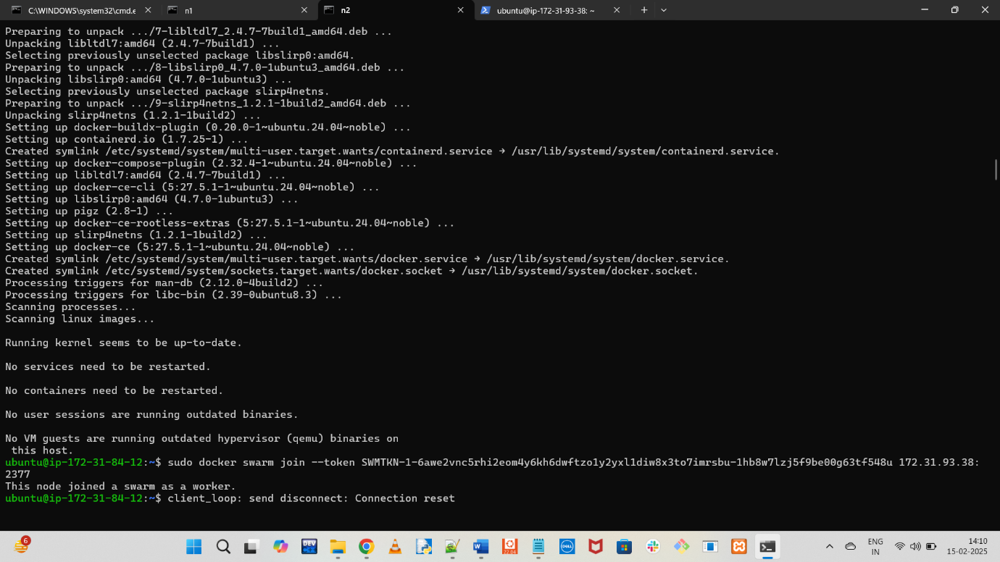 C:\WINDOWS\system32\cmd.e
n1
n2
ubuntu@ip-172-31-93-38: ~
Preparing to unpack .../7-libltdl7_2.4.7-7build1_amd64.deb ...
Unpacking libltdl7:amd64 (2.4.7-7build1) ...
Selecting previously unselected package libslirp0:amd64.
Preparing to unpack .../8-libslirp0_4.7.0-1ubuntu3_amd64.deb ...
Unpacking libslirp0:amd64 (4.7.0-1ubuntu3) ...
Selecting previously unselected package slirp4netns.
Preparing to unpack .../9-slirp4netns_1.2.1-1build2_amd64.deb ...
Unpacking slirp4netns (1.2.1-1build2) ...
Setting up docker-buildx-plugin (0.20.0-1~ubuntu.24.04~noble) ...
Setting up containerd.io (1.7.25-1) ...
Created symlink /etc/systemd/system/multi-user.target.wants/containerd.service → /usr/lib/systemd/system/containerd.service.
Setting up docker-compose-plugin (2.32.4-1~ubuntu.24.04~noble) ...
Setting up libltdl7:amd64 (2.4.7-7build1) ...
Setting up docker-ce-cli (5:27.5.1-1~ubuntu.24.04~noble) ...
Setting up libslirp0:amd64 (4.7.0-1ubuntu3) ...
Setting up pigz (2.8-1) ...
Setting up docker-ce-rootless-extras (5:27.5.1-1~ubuntu.24.04~noble) ...
Setting up slirp4netns (1.2.1-1build2) ...
Setting up docker-ce (5:27.5.1-1~ubuntu.24.04~noble) ...
Created symlink /etc/systemd/system/multi-user.target.wants/docker.service → /usr/lib/systemd/system/docker.service.
Created symlink /etc/systemd/system/sockets.target.wants/docker.socket → /usr/lib/systemd/system/docker.socket.
Processing triggers for man-db (2.12.0-4build2) ...
Processing triggers for libc-bin (2.39-0ubuntu8.3) ...
Scanning processes...
Scanning linux images...
Running kernel seems to be up-to-date.
No services need to be restarted.
No containers need to be restarted.
No user sessions are running outdated binaries.
No VM guests are running outdated hypervisor (qemu) binaries on
this host.
ubuntu@ip-172-31-84-12:~$ sudo docker swarm join --token SWMTKN-1-6awe2vnc5rhi2eom4y6kh6dwftzo1y2yxl1diw8x3to7imrsbu-1hb8w7lzj5f9be00g63tf548u 172.31.93.38:
2377
This node joined a swarm as a worker.
ubuntu@ip-172-31-84-12:~$ client_loop: send disconnect: Connection reset
6
DEV
22.04
DELL
ENG
IN
14:10
15-02-2025